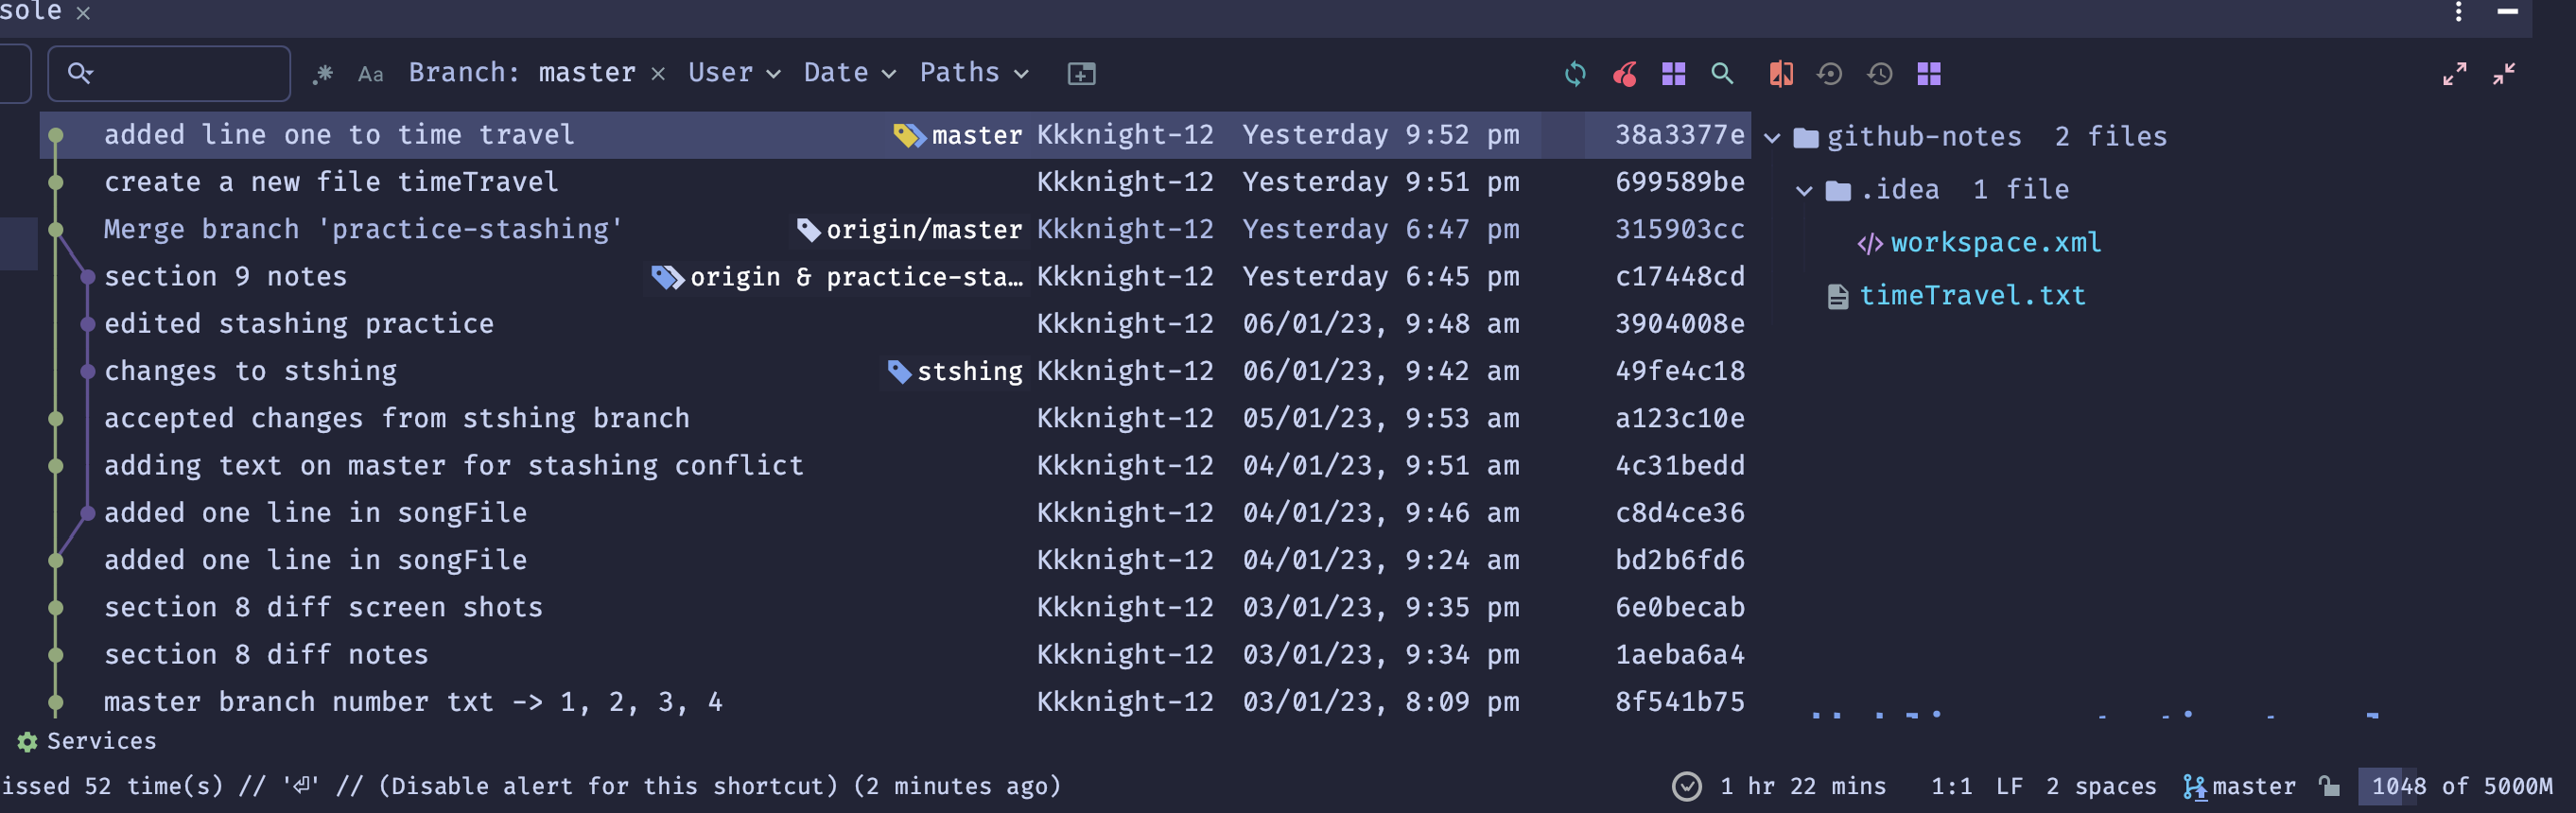 sole ×
.* Aa Branch: master × User Date Paths
added line one to time travel master Kkknight-12 Yesterday 9:52 pm 38a3377e
create a new file timeTravel Kkknight-12 Yesterday 9:51 pm 699589be
Merge branch 'practice-stashing' origin/master Kkknight-12 Yesterday 6:47 pm 315903cc
section 9 notes origin & practice-sta… Kkknight-12 Yesterday 6:45 pm c17448cd
edited stashing practice Kkknight-12 06/01/23, 9:48 am 3904008e
changes to stshing stshing Kkknight-12 06/01/23, 9:42 am 49fe4c18
accepted changes from stshing branch Kkknight-12 05/01/23, 9:53 am a123c10e
adding text on master for stashing conflict Kkknight-12 04/01/23, 9:51 am 4c31bedd
added one line in songFile Kkknight-12 04/01/23, 9:46 am c8d4ce36
added one line in songFile Kkknight-12 04/01/23, 9:24 am bd2b6fd6
section 8 diff screen shots Kkknight-12 03/01/23, 9:35 pm 6e0becab
section 8 diff notes Kkknight-12 03/01/23, 9:34 pm 1aeba6a4
master branch number txt -> 1, 2, 3, 4 Kkknight-12 03/01/23, 8:09 pm 8f541b75
github-notes 2 files
.idea 1 file
</> workspace.xml
timeTravel.txt
Services
issed 52 time(s) // '⏎' // (Disable alert for this shortcut) (2 minutes ago)
1 hr 22 mins 1:1 LF 2 spaces master 1048 of 5000M